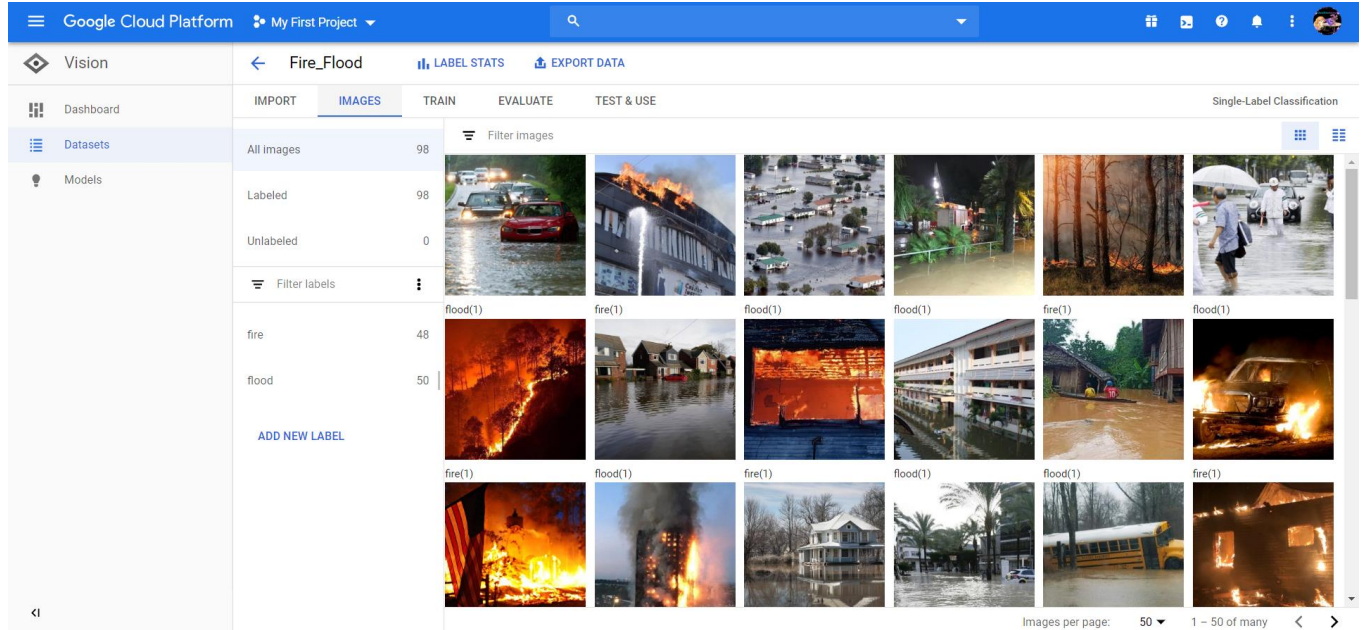 Google Cloud Platform My First Project
Vision
Fire_Flood LABEL STATS EXPORT DATA
Dashboard
Datasets
Models
IMPORT IMAGES TRAIN EVALUATE TEST & USE Single-Label Classification
All images 98
Labeled 98
Unlabeled 0
Filter labels
fire 48
flood 50
ADD NEW LABEL
Filter images
flood(1) fire(1) flood(1) flood(1) fire(1) flood(1)
fire(1) flood(1) fire(1) flood(1) flood(1) fire(1)
Images per page: 50 1 – 50 of many